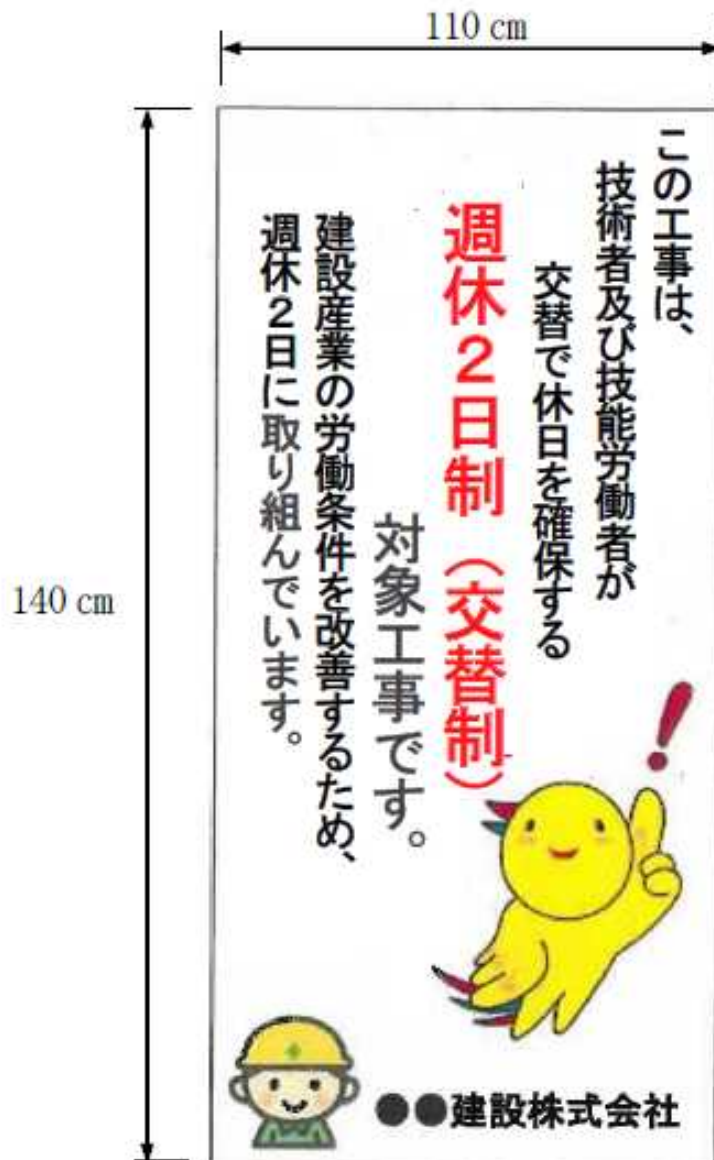 110 cm
140 cm
この工事は、
技術者及び技能労働者が
交替で休日を確保する
週休2日制（交替制）
対象工事です。
建設産業の労働条件を改善するため、
週休2日に取り組んでいます。
●●建設株式会社